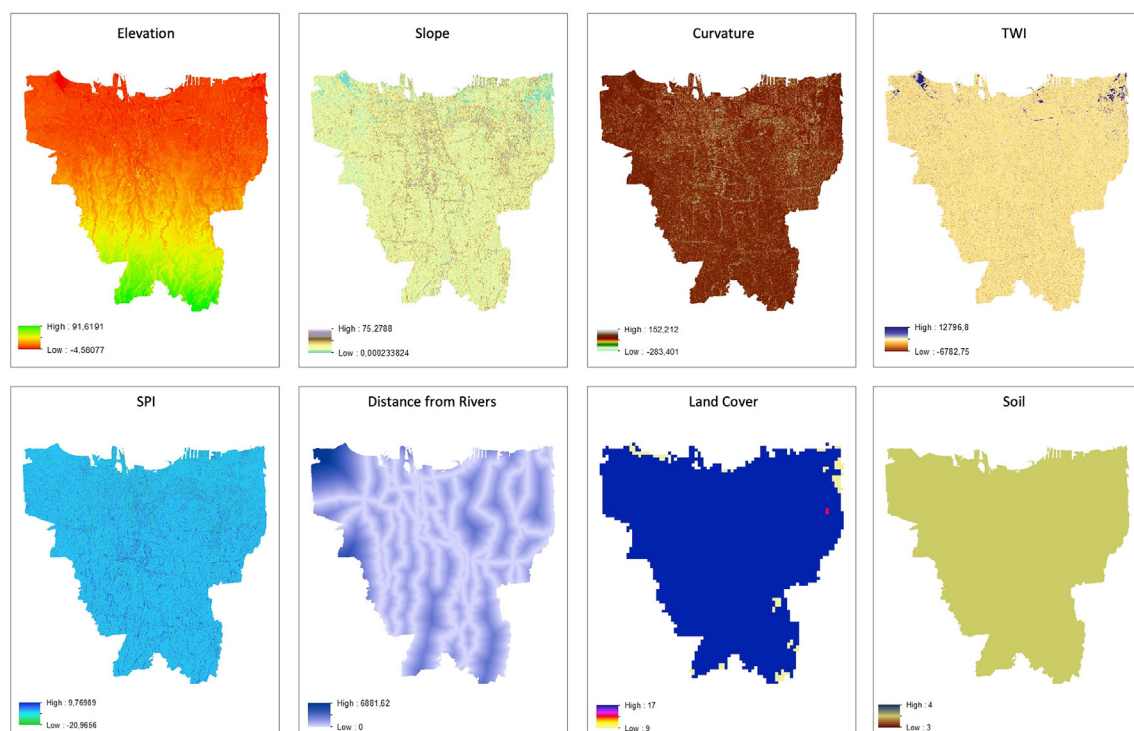 Elevation
High : 91,6191
Low : -4,58077
Slope
High : 75,2788
Low : 0,000233824
Curvature
High : 152,212
Low : -283,401
TWI
High : 12796,8
Low : -6782,75
SPI
High : 9,76989
Low : -20,9656
Distance from Rivers
High : 6881,62
Low : 0
Land Cover
High : 17
Low : 9
Soil
High : 4
Low : 3